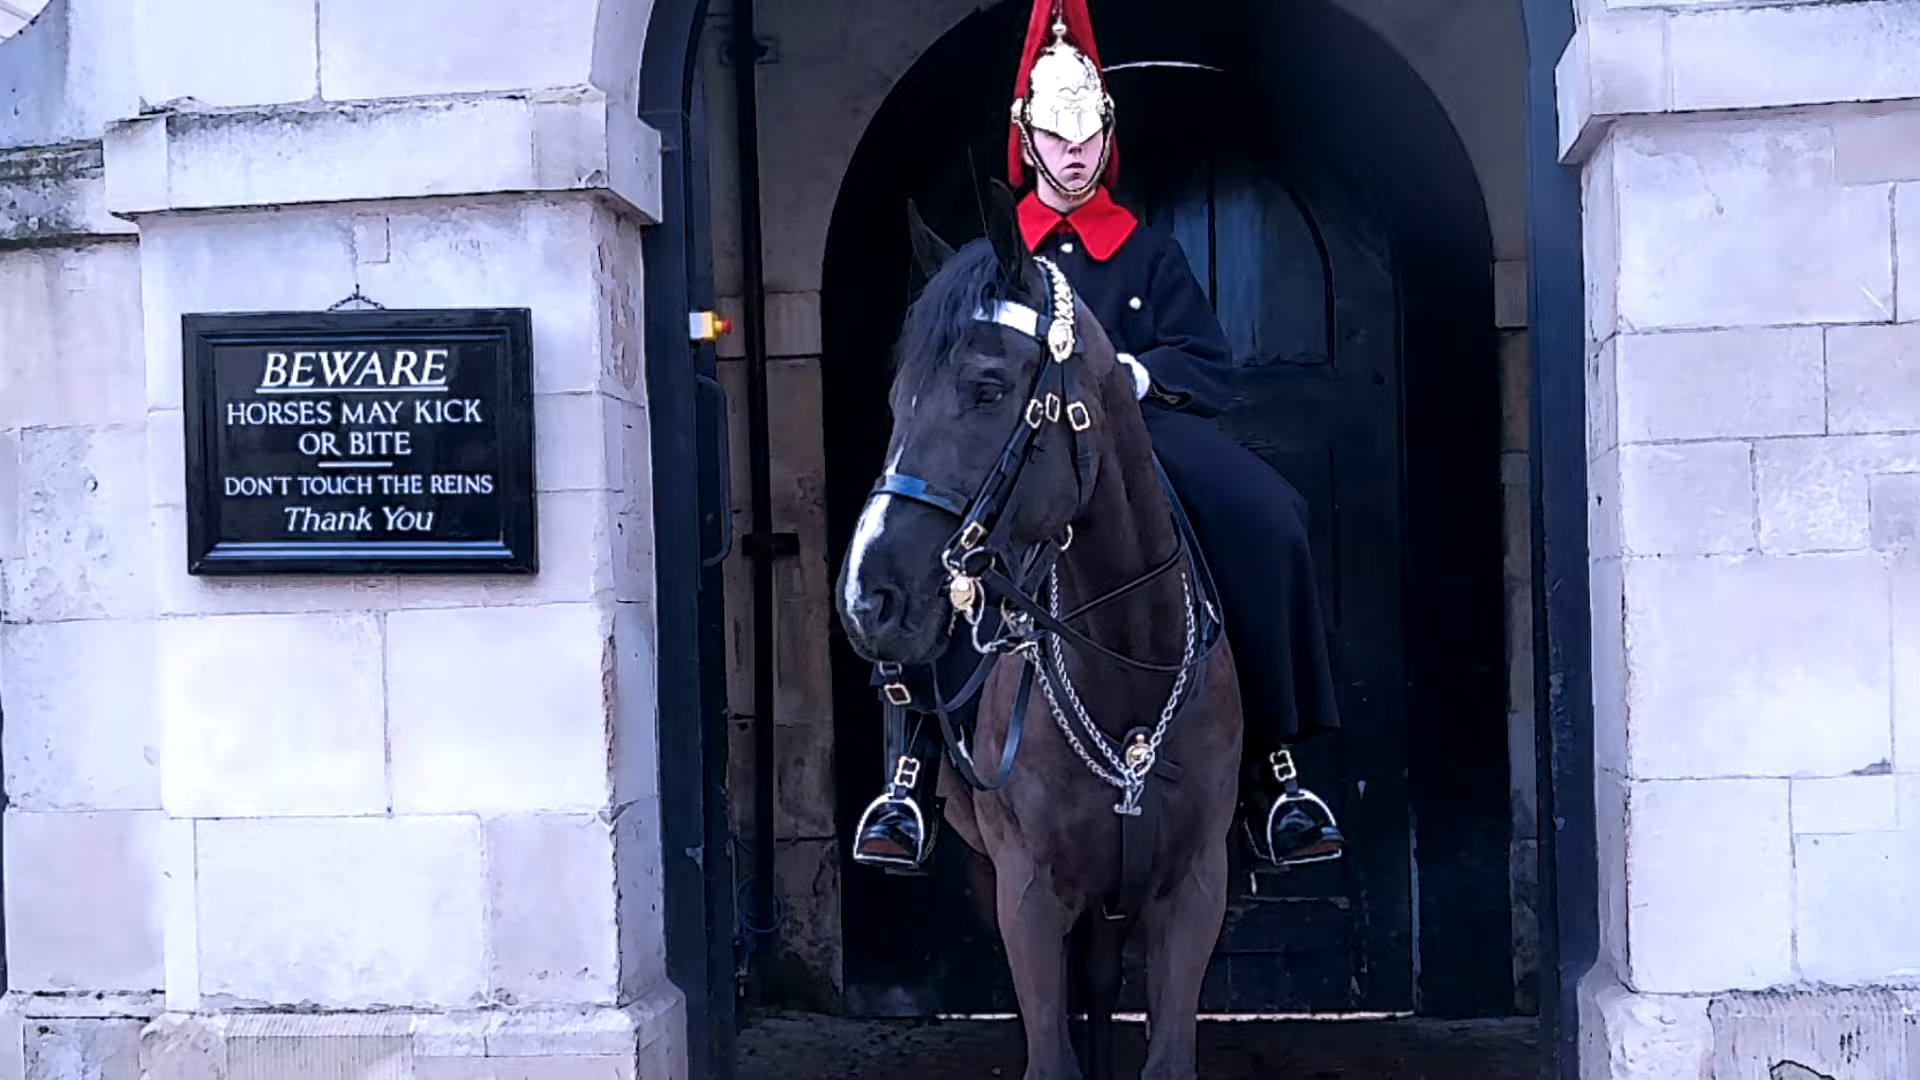 BEWARE
HORSES MAY KICK
OR BITE
DON'T TOUCH THE REINS
Thank You